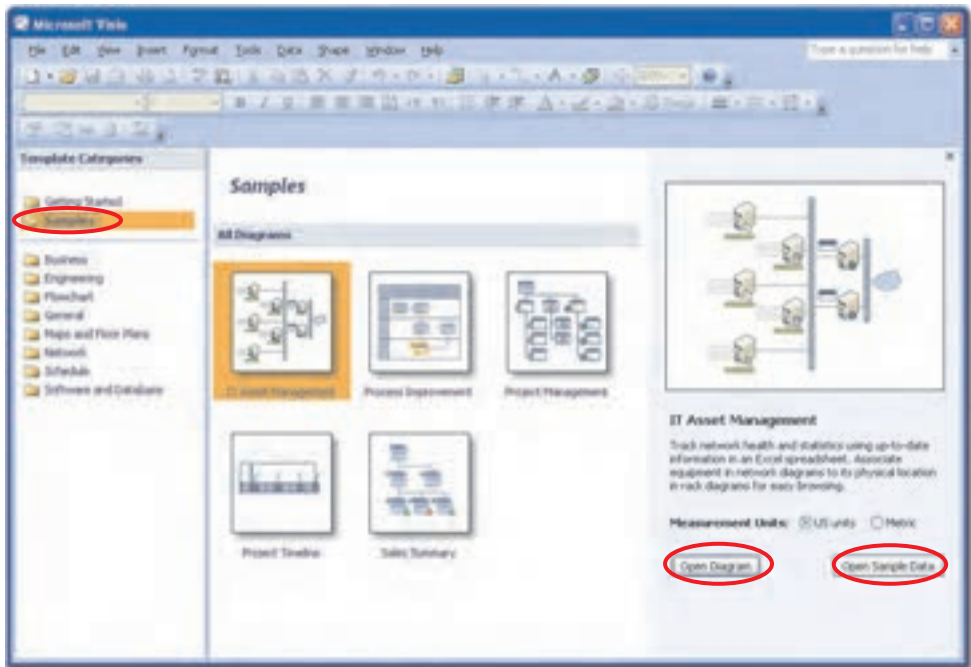 Microsoft Visio
File Edit View Insert Format Tools Data Shape Window Help
Type a question for help
Template Categories
Getting Started
Samples
Business
Engineering
Flowchart
General
Maps and Floor Plans
Network
Schedule
Software and Database
Samples
All Diagrams
IT Asset Management
Process Improvement
Project Management
Project Timeline
Sales Summary
IT Asset Management
Track network health and statistics using up-to-date
information in an Excel spreadsheet. Associate
equipment in network diagrams to its physical location
in rack diagrams for easy browsing.
Measurement Units: US units Metric
Open Diagram
Open Sample Data